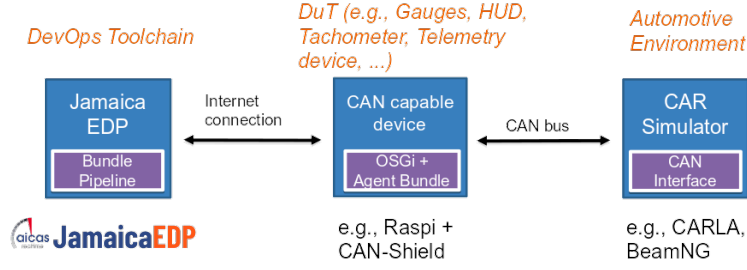 DevOps Toolchain
DuT (e.g., Gauges, HUD,
Tachometer, Telemetry
device, ...)
Automotive
Environment
Jamaica
EDP
Bundle
Pipeline
Internet
connection
CAN capable
device
OSGi +
Agent Bundle
CAN bus
CAR
Simulator
CAN
Interface
aicas
realtime
JamaicaEDP
e.g., Raspi +
CAN-Shield
e.g., CARLA,
BeamNG